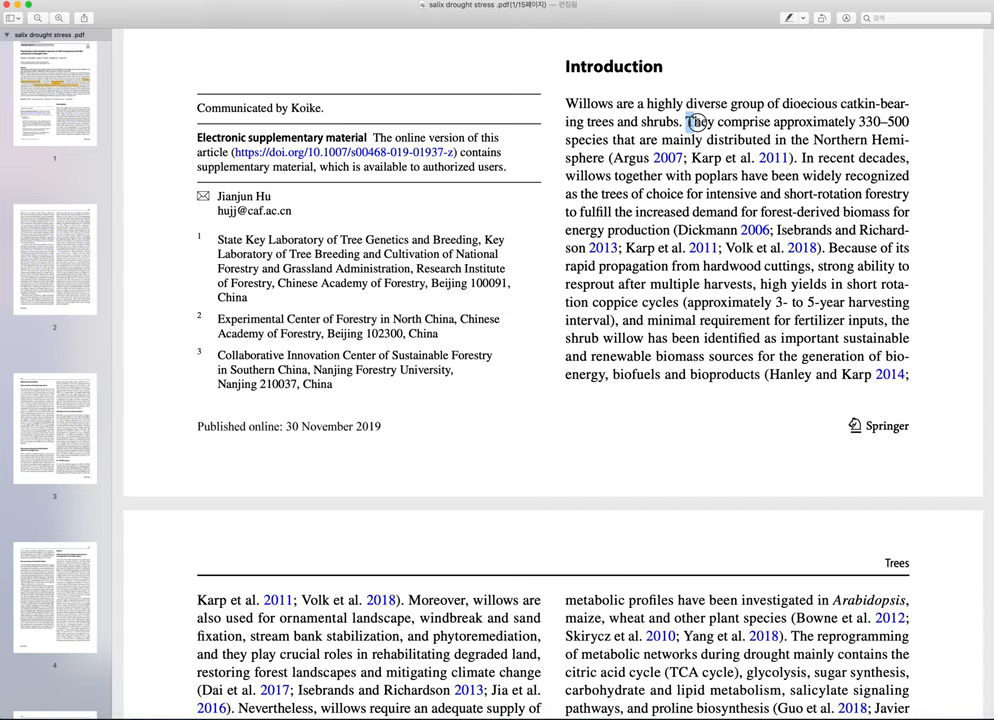 salix drought stress .pdf(1/15페이지) — 편집됨
검색
salix drought stress .pdf
1
2
3
4
Communicated by Koike.
Electronic supplementary material The online version of this
article (https://doi.org/10.1007/s00468-019-01937-z) contains
supplementary material, which is available to authorized users.
Jianjun Hu
hujj@caf.ac.cn
1 State Key Laboratory of Tree Genetics and Breeding, Key
Laboratory of Tree Breeding and Cultivation of National
Forestry and Grassland Administration, Research Institute
of Forestry, Chinese Academy of Forestry, Beijing 100091,
China
2 Experimental Center of Forestry in North China, Chinese
Academy of Forestry, Beijing 102300, China
3 Collaborative Innovation Center of Sustainable Forestry
in Southern China, Nanjing Forestry University,
Nanjing 210037, China
Published online: 30 November 2019
Introduction
Willows are a highly diverse group of dioecious catkin-bear-
ing trees and shrubs. They comprise approximately 330–500
species that are mainly distributed in the Northern Hemi-
sphere (Argus 2007; Karp et al. 2011). In recent decades,
willows together with poplars have been widely recognized
as the trees of choice for intensive and short-rotation forestry
to fulfill the increased demand for forest-derived biomass for
energy production (Dickmann 2006; Isebrands and Richard-
son 2013; Karp et al. 2011; Volk et al. 2018). Because of its
rapid propagation from hardwood cuttings, strong ability to
resprout after multiple harvests, high yields in short rota-
tion coppice cycles (approximately 3- to 5-year harvesting
interval), and minimal requirement for fertilizer inputs, the
shrub willow has been identified as important sustainable
and renewable biomass sources for the generation of bio-
energy, biofuels and bioproducts (Hanley and Karp 2014;
Springer
Trees
Karp et al. 2011; Volk et al. 2018). Moreover, willows are
also used for ornamental landscape, windbreak and sand
fixation, stream bank stabilization, and phytoremediation,
and they play crucial roles in rehabilitating degraded land,
restoring forest landscapes and mitigating climate change
(Dai et al. 2017; Isebrands and Richardson 2013; Jia et al.
2016). Nevertheless, willows require an adequate supply of
metabolic profiles have been investigated in Arabidopsis,
maize, wheat and other plant species (Bowne et al. 2012;
Skirycz et al. 2010; Yang et al. 2018). The reprogramming
of metabolic networks during drought mainly contains the
citric acid cycle (TCA cycle), glycolysis, sugar synthesis,
carbohydrate and lipid metabolism, salicylate signaling
pathways, and proline biosynthesis (Guo et al. 2018; Javier